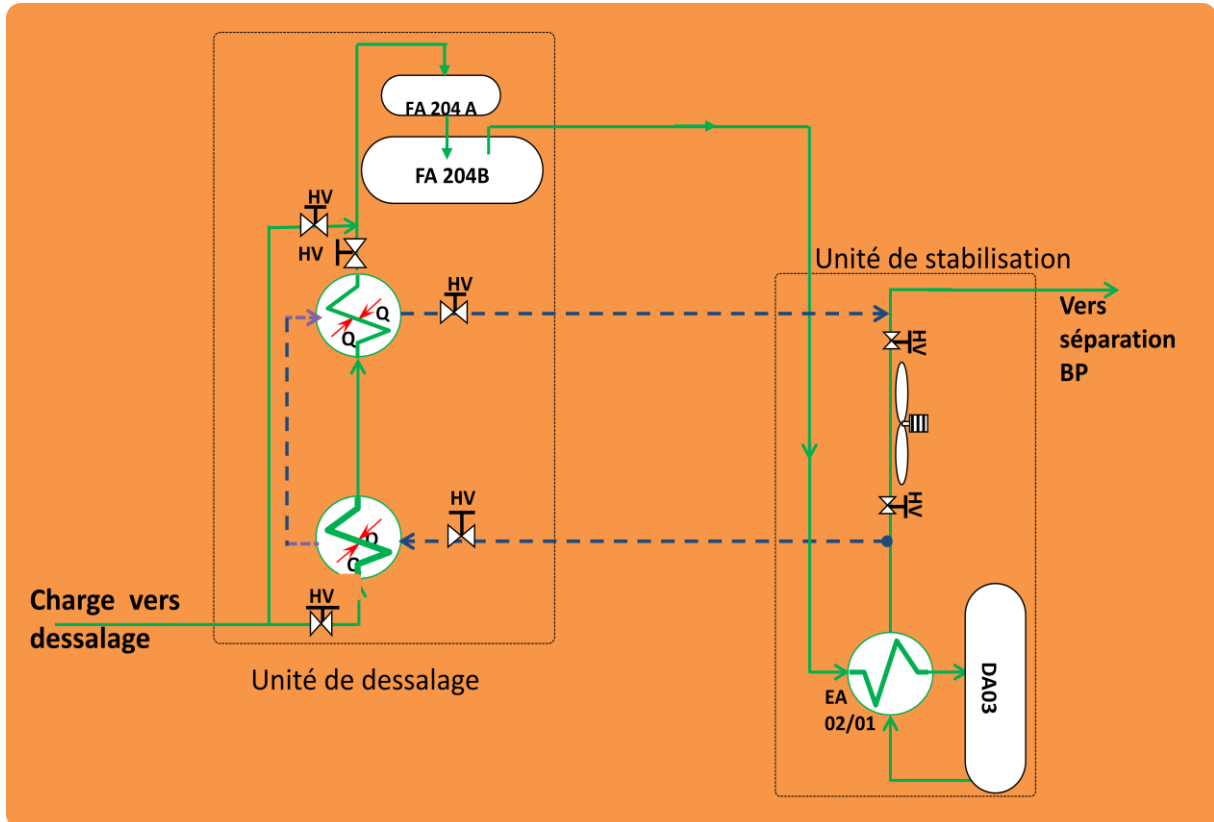 FA 204 A
FA 204B
HV
HV
HV
Q
Q
Unité de stabilisation
Vers
séparation
BP
HV
HV
HV
Q
Q
HV
Charge vers
dessalage
Unité de dessalage
EA
02/01
DA03